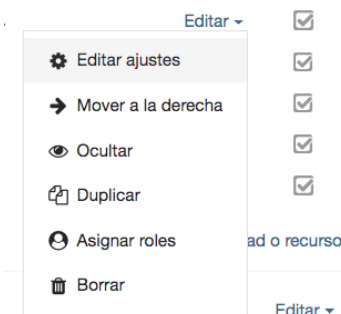 Editar
Editar ajustes
Mover a la derecha
Ocultar
Duplicar
Asignar roles
ad o recurso
Borrar
Editar